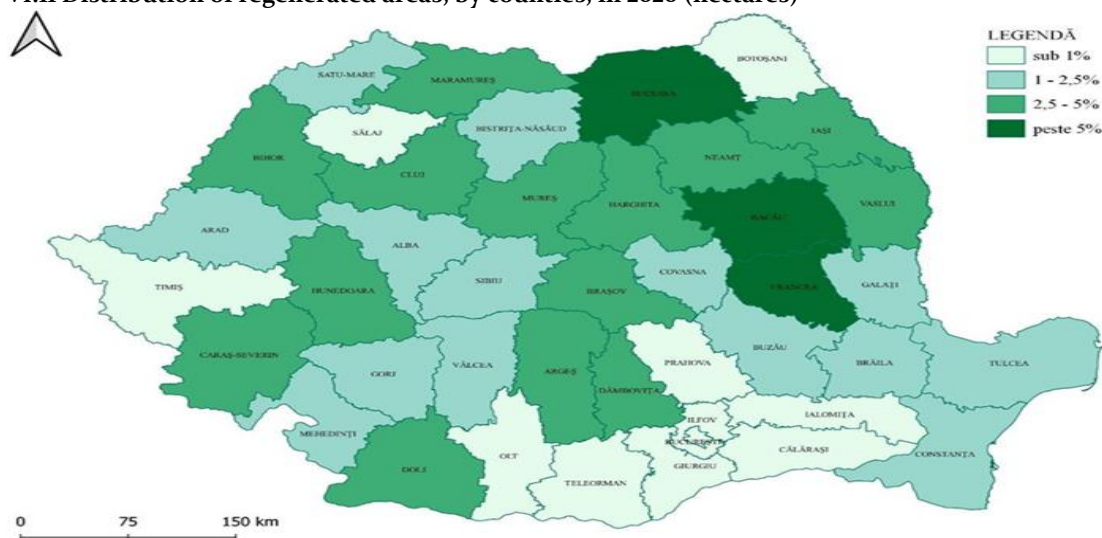 VI.II Distribution of regenerated areas, by counties, in 2020 (hectares)
LEGENDĂ
sub 1%
1 - 2,5%
2,5 - 5%
peste 5%
BOTOȘANI
SATU-MARE
MARAMUREȘ
SUCEAVA
SĂLAJ
BISTRIȚA-NĂSĂUD
IAȘI
BIHOR
CLUJ
NEAMȚ
MUREȘ
HARGHITA
VASLUI
BACĂU
ARAD
ALBA
COVASNA
TIMIȘ
HUNEDOARA
SIBIU
BRAȘOV
VRANCEA
GALAȚI
CARAȘ-SEVERIN
GORJ
VÂLCEA
ARGEȘ
PRAHOVA
BUZĂU
BRĂILA
TULCEA
DÂMBOVIȚA
MEHEDINȚI
ILFOV
IALOMIȚA
BUCUREȘTI
DOLJ
OLT
GIURGIU
CĂLĂRAȘI
CONSTANȚA
TELEORMAN
0 75 150 km